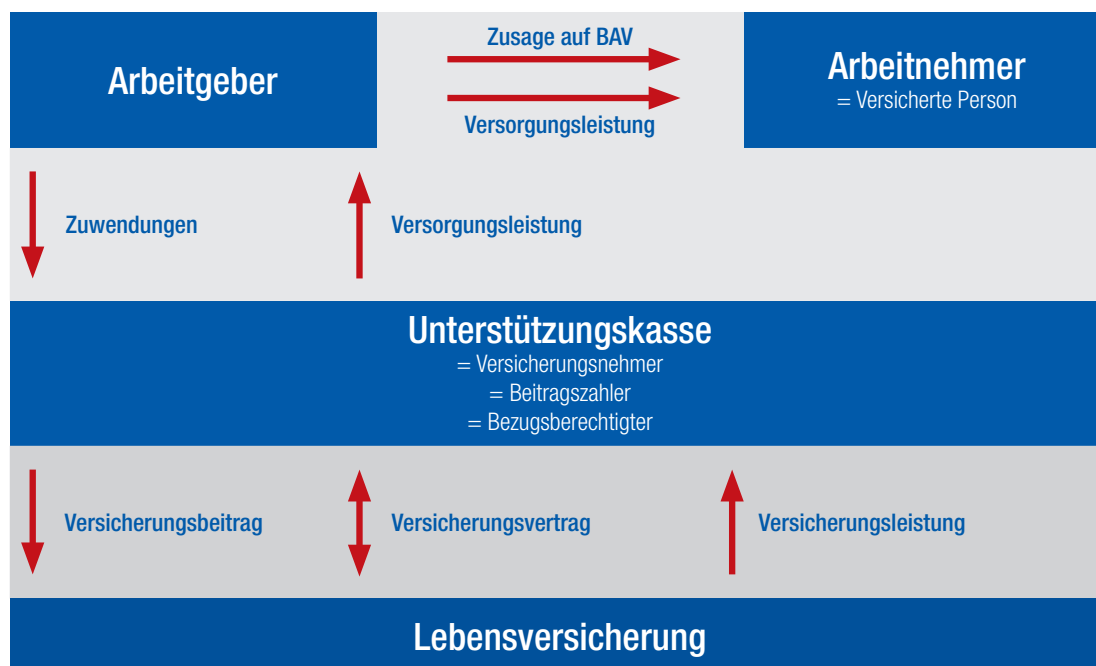 Arbeitgeber
Zusage auf BAV
Versorgungsleistung
Arbeitnehmer
= Versicherte Person
Zuwendungen
Versorgungsleistung
Unterstützungskasse
= Versicherungsnehmer
= Beitragszahler
= Bezugsberechtigter
Versicherungsbeitrag
Versicherungsvertrag
Versicherungsleistung
Lebensversicherung